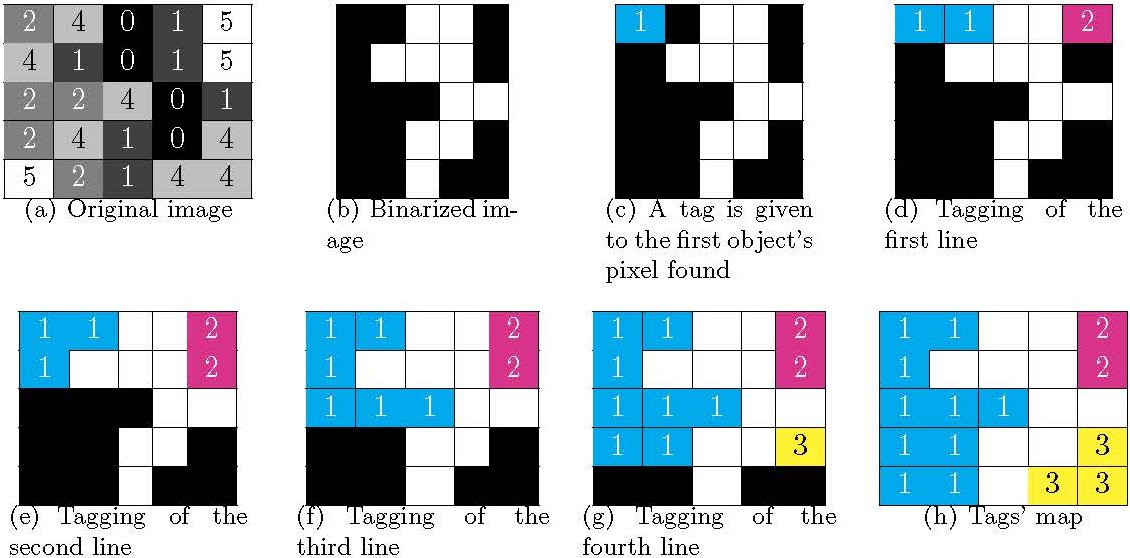 2 4 0 1 5
4 1 0 1 5
2 2 4 0 1
2 4 1 0 4
5 2 1 4 4
(a) Original image
(b) Binarized im-
age
1
(c) A tag is given
to the first object's
pixel found
1 1 2
(d) Tagging of the
first line
1 1 2
1 2
(e) Tagging of the
second line
1 1 2
1 2
1 1 1
(f) Tagging of the
third line
1 1 2
1 2
1 1 1
1 1 3
(g) Tagging of the
fourth line
1 1 2
1 2
1 1 1
1 1 3
1 1 3 3
(h) Tags' map